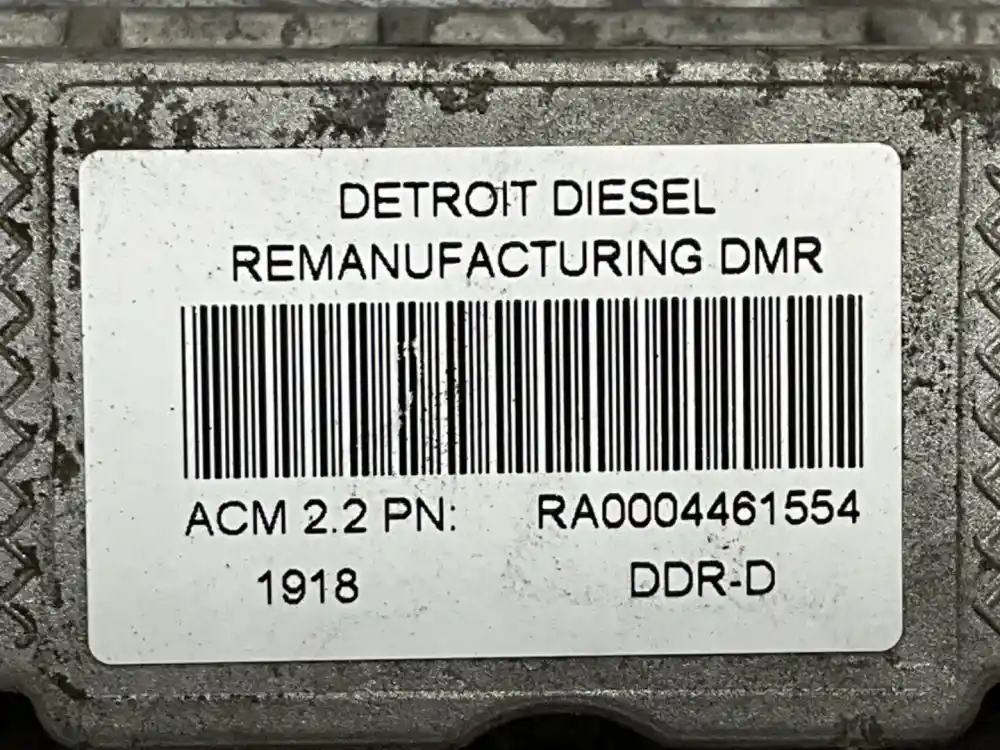 DETROIT DIESEL
REMANUFACTURING DMR
ACM 2.2 PN: RA0004461554
1918 DDR-D